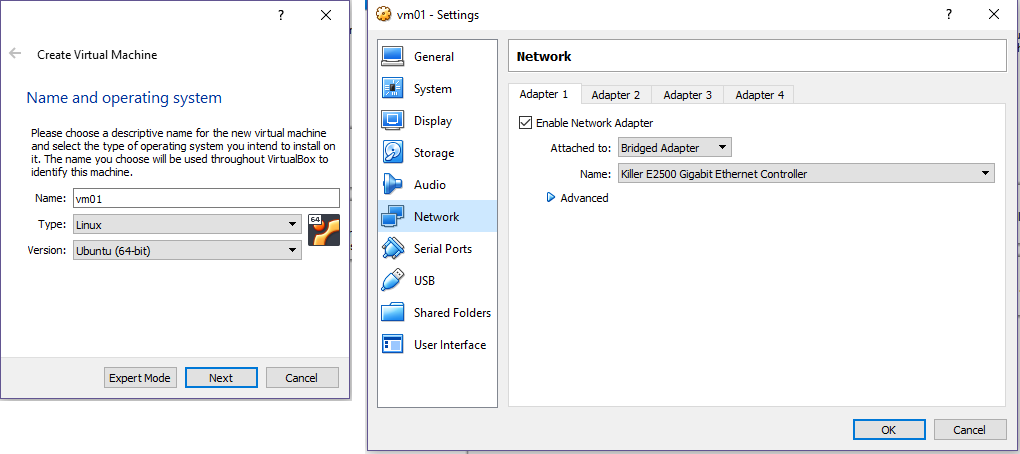 ?
Create Virtual Machine
Name and operating system
Please choose a descriptive name for the new virtual machine
and select the type of operating system you intend to install on
it. The name you choose will be used throughout VirtualBox to
identify this machine.
Name: vm01
Type: Linux
64
Version: Ubuntu (64-bit)
Expert Mode Next Cancel
vm01 - Settings ?
General
System
Display
Storage
Audio
Network
Serial Ports
USB
Shared Folders
User Interface
Network
Adapter 1 Adapter 2 Adapter 3 Adapter 4
Enable Network Adapter
Attached to: Bridged Adapter
Name: Killer E2500 Gigabit Ethernet Controller
Advanced
OK Cancel